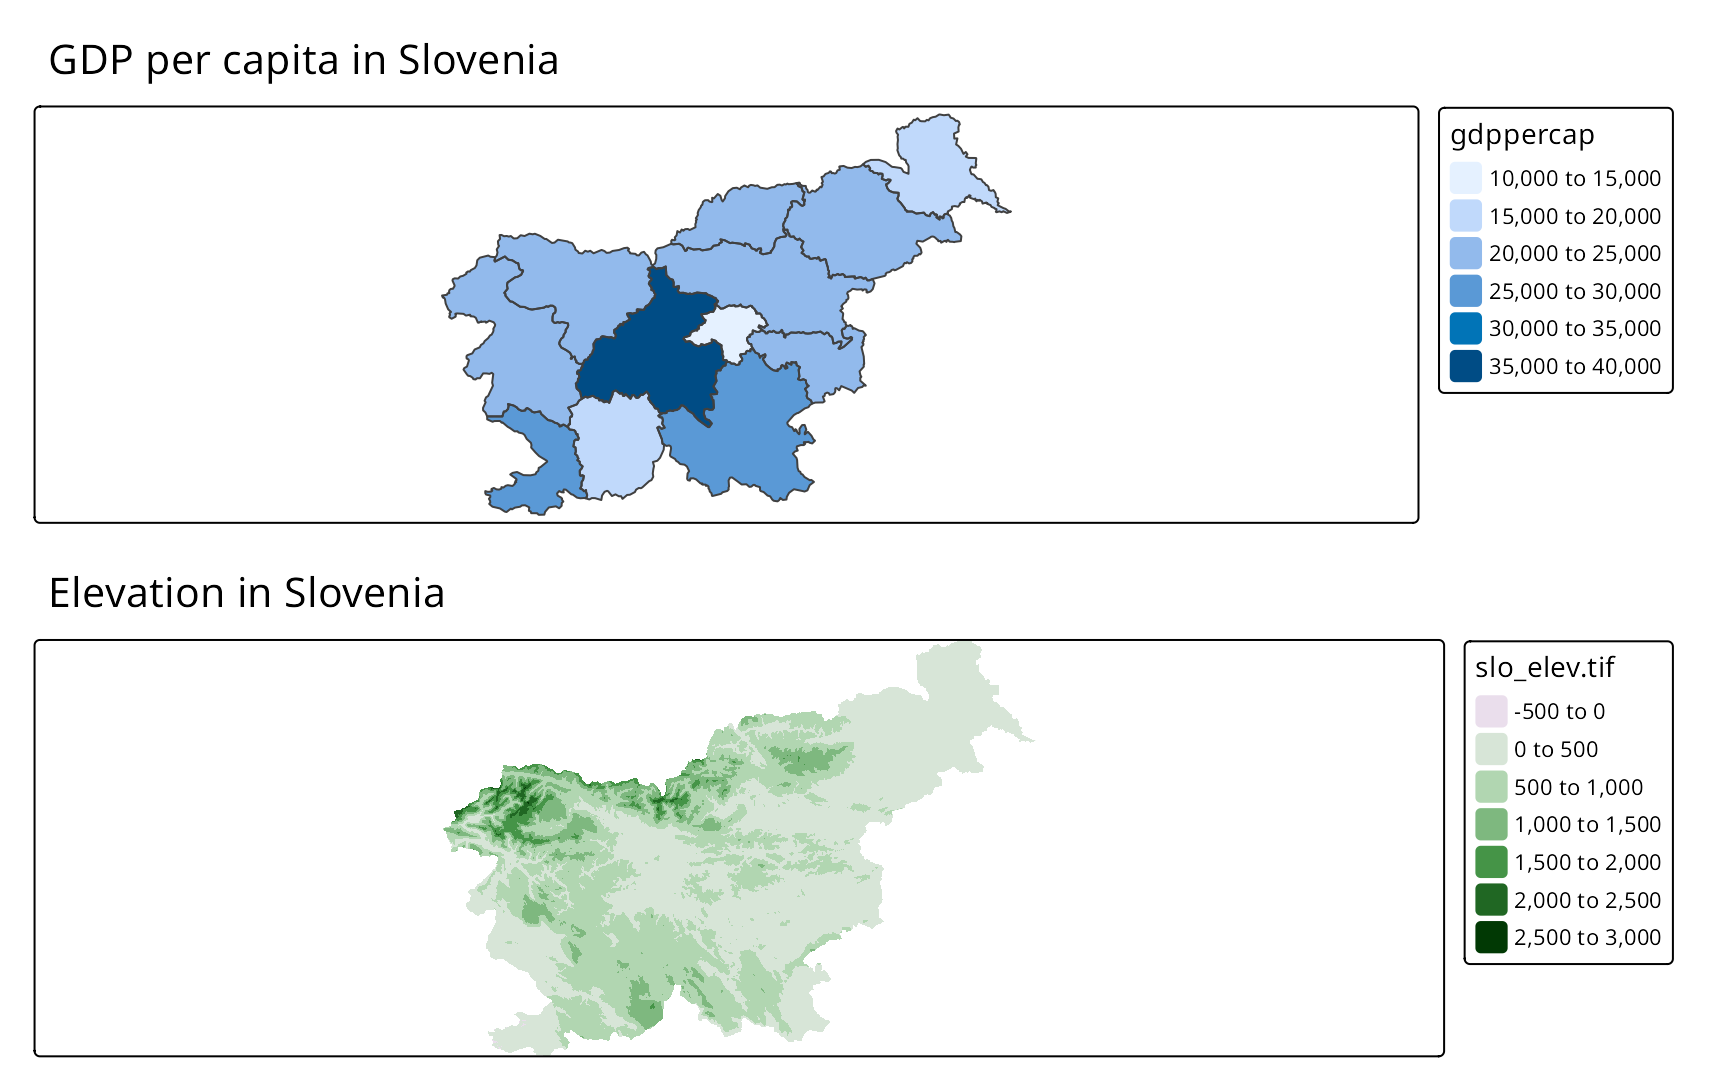 GDP per capita in Slovenia
gdppercap
10,000 to 15,000
15,000 to 20,000
20,000 to 25,000
25,000 to 30,000
30,000 to 35,000
35,000 to 40,000
Elevation in Slovenia
slo_elev.tif
-500 to 0
0 to 500
500 to 1,000
1,000 to 1,500
1,500 to 2,000
2,000 to 2,500
2,500 to 3,000